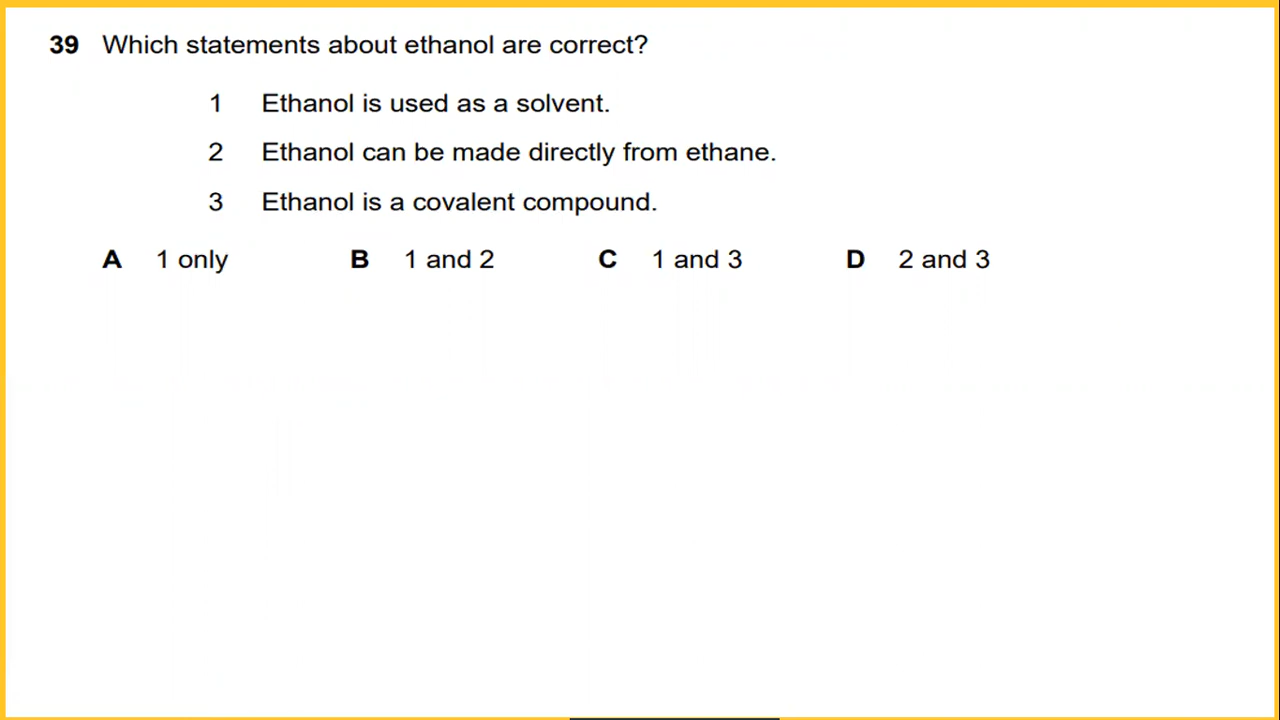 39 Which statements about ethanol are correct?
1 Ethanol is used as a solvent.
2 Ethanol can be made directly from ethane.
3 Ethanol is a covalent compound.
A 1 only B 1 and 2 C 1 and 3 D 2 and 3